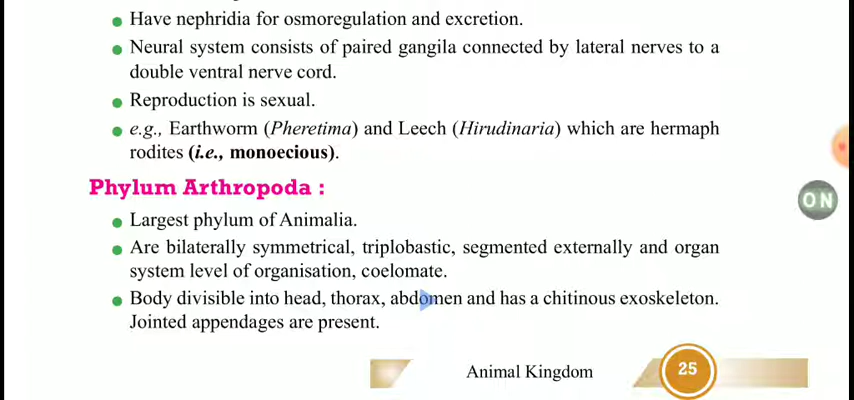 Have nephridia for osmoregulation and excretion.
Neural system consists of paired gangila connected by lateral nerves to a
double ventral nerve cord.
Reproduction is sexual.
e.g., Earthworm (Pheretima) and Leech (Hirudinaria) which are hermaph
rodites (i.e., monoecious).
Phylum Arthropoda :
Largest phylum of Animalia.
Are bilaterally symmetrical, triplobastic, segmented externally and organ
system level of organisation, coelomate.
Body divisible into head, thorax, abdomen and has a chitinous exoskeleton.
Jointed appendages are present.
ON
Animal Kingdom
25